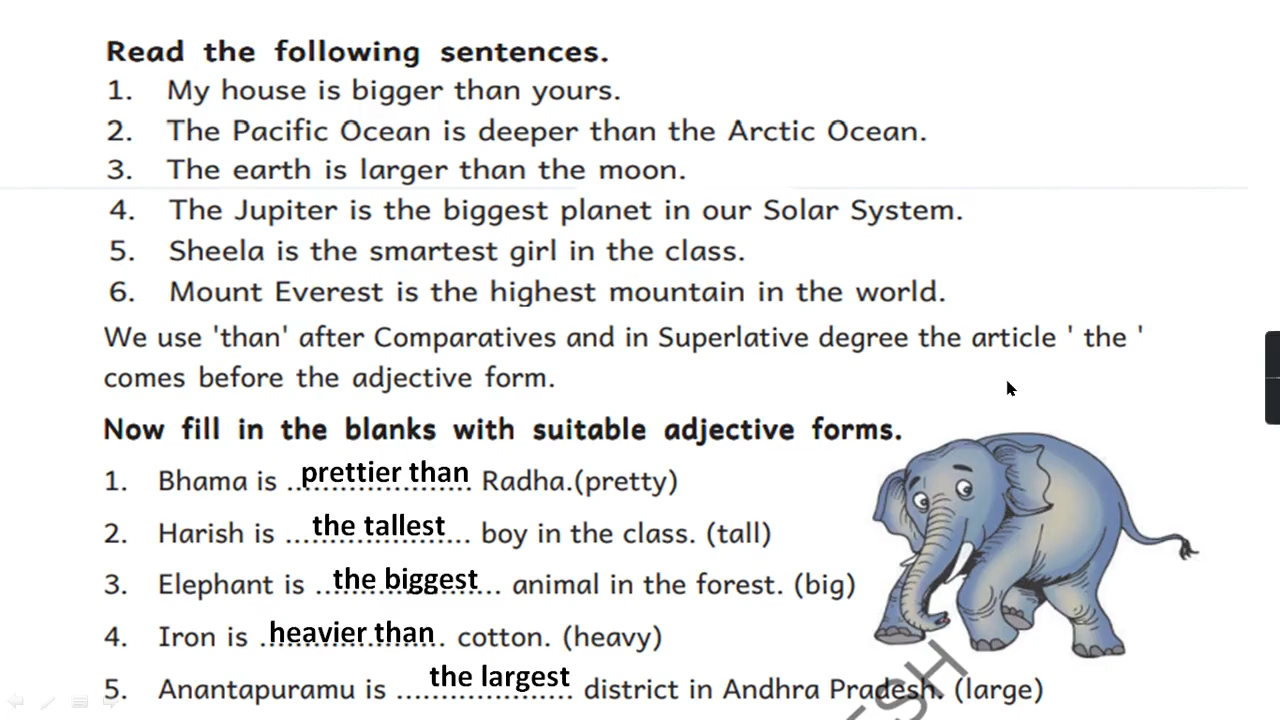 Read the following sentences.
1. My house is bigger than yours.
2. The Pacific Ocean is deeper than the Arctic Ocean.
3. The earth is larger than the moon.
4. The Jupiter is the biggest planet in our Solar System.
5. Sheela is the smartest girl in the class.
6. Mount Everest is the highest mountain in the world.
We use 'than' after Comparatives and in Superlative degree the article ' the '
comes before the adjective form.
Now fill in the blanks with suitable adjective forms.
1. Bhama is prettier than Radha.(pretty)
2. Harish is the tallest boy in the class. (tall)
3. Elephant is the biggest animal in the forest. (big)
4. Iron is heavier than cotton. (heavy)
5. Anantapuramu is the largest district in Andhra Pradesh. (large)